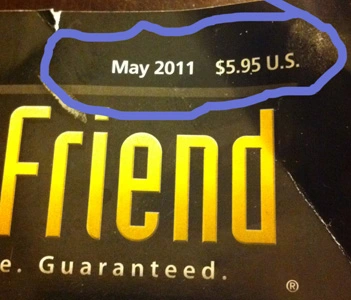 May 2011 $5.95 U.S.
Friend
e. Guaranteed.
®